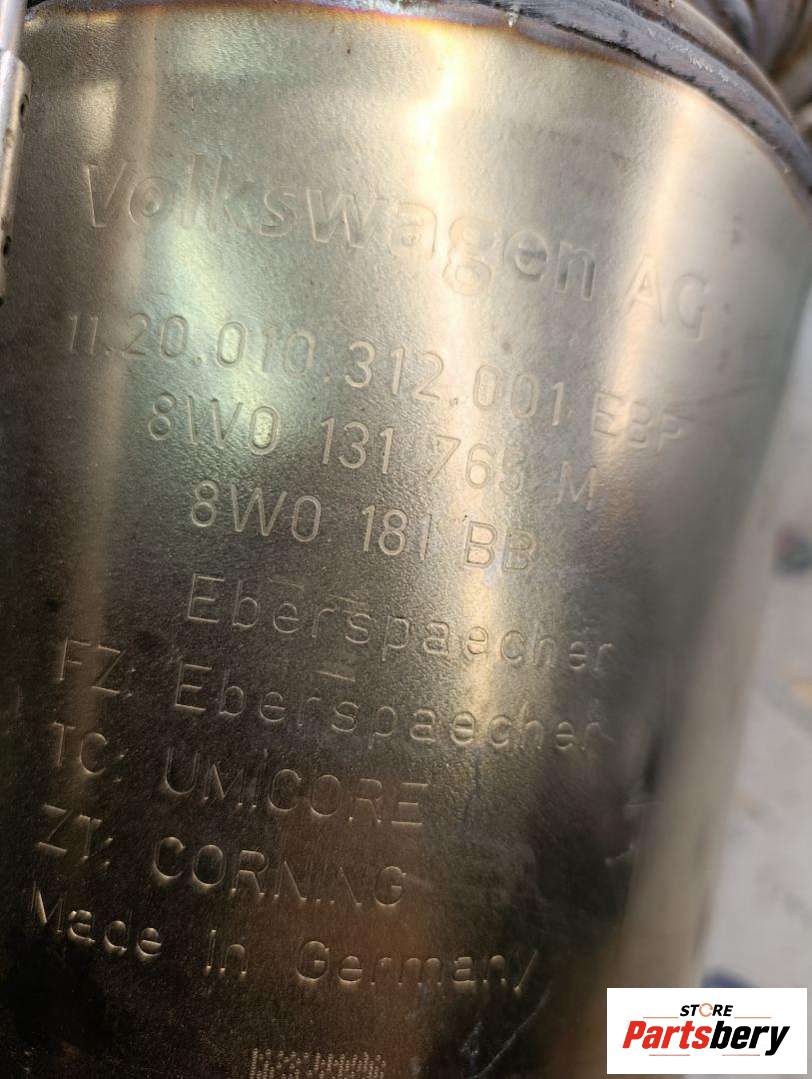 Volkswagen AG
11.20.010.312.001 EBP
8W0 131 765 M
8W0 181 BB
Eberspaecher
FZ: Eberspaecher
TC: UMICORE
ZT: CORNING
Made In Germany
STORE
Partsbery